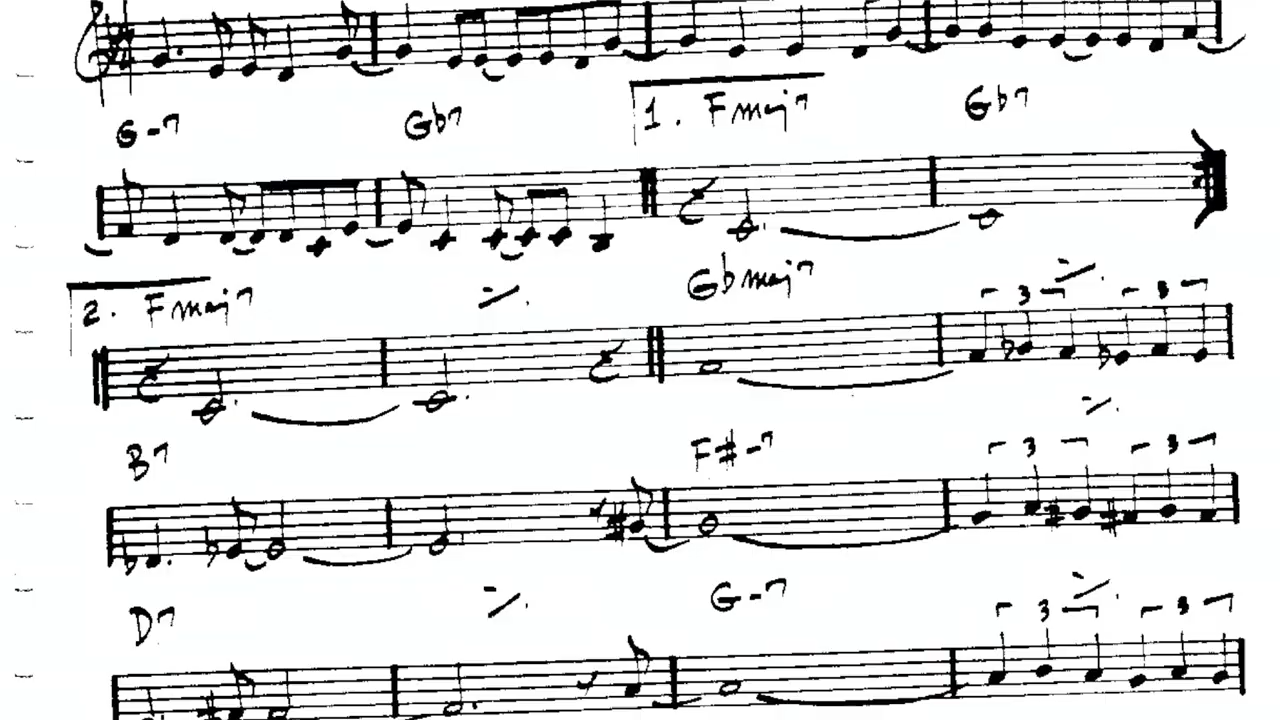 G-7 Gb7 1. Fmaj7 Gb7
2. Fmaj7 Gbmaj7
3 3
B7 F#-7
3 3
D7 G-7
3 3